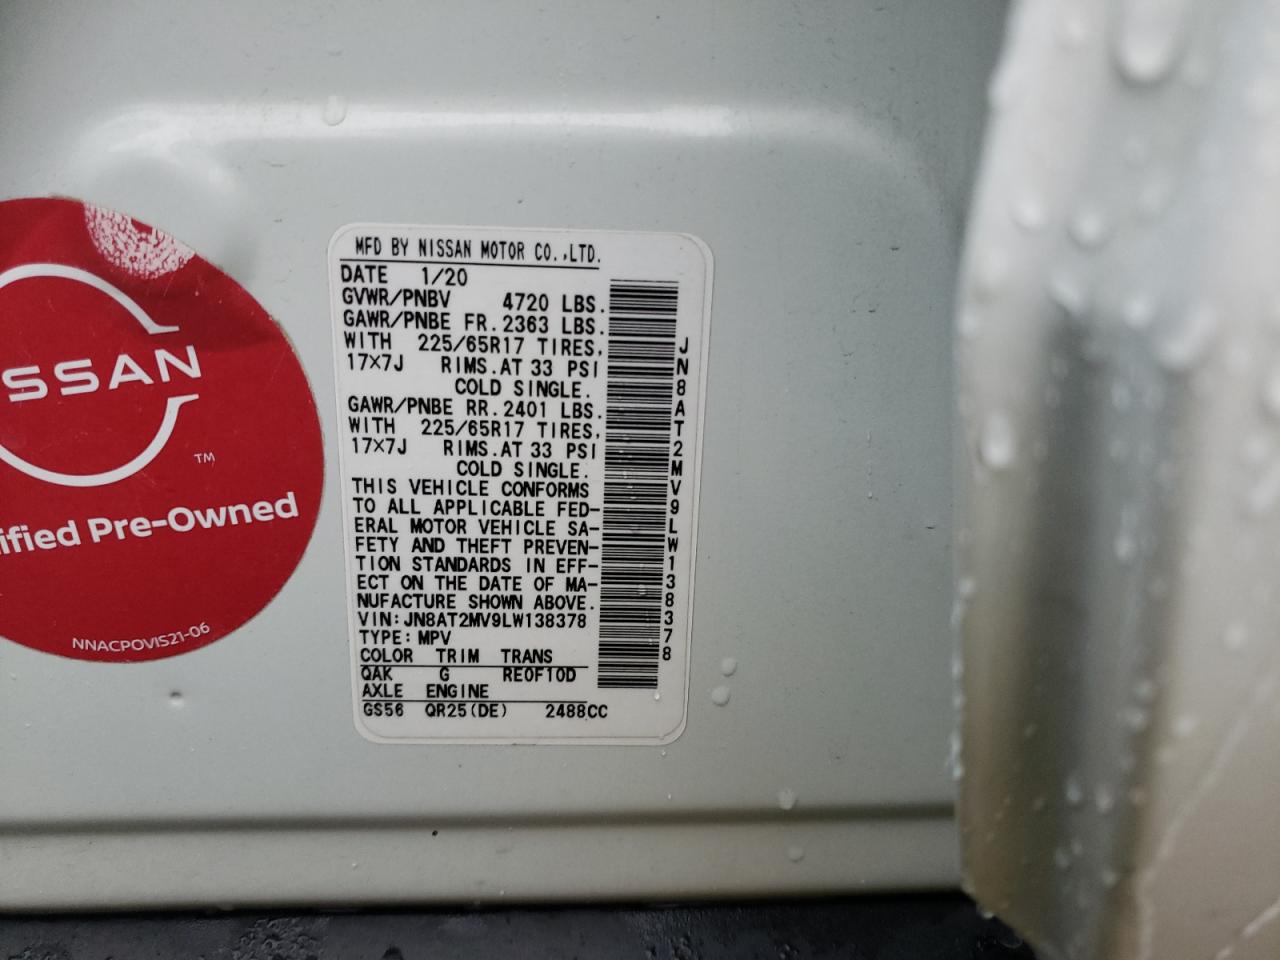 SSAN
TM
ified Pre-Owned
NNACPOVIS21-06
MFD BY NISSAN MOTOR CO.,LTD.
DATE 1/20
GVWR/PNBV 4720 LBS.
GAWR/PNBE FR. 2363 LBS.
WITH 225/65R17 TIRES,
17×7J RIMS. AT 33 PSI
COLD SINGLE.
GAWR/PNBE RR. 2401 LBS.
WITH 225/65R17 TIRES,
17×7J RIMS. AT 33 PSI
COLD SINGLE.
THIS VEHICLE CONFORMS
TO ALL APPLICABLE FED-
ERAL MOTOR VEHICLE SA-
FETY AND THEFT PREVEN-
TION STANDARDS IN EFF-
ECT ON THE DATE OF MA-
NUFACTURE SHOWN ABOVE.
VIN: JN8AT2MV9LW138378
TYPE: MPV
COLOR TRIM TRANS
QAK G RE0F10D
AXLE ENGINE
GS56 QR25(DE) 2488CC
JN8AT2MV9LW138378